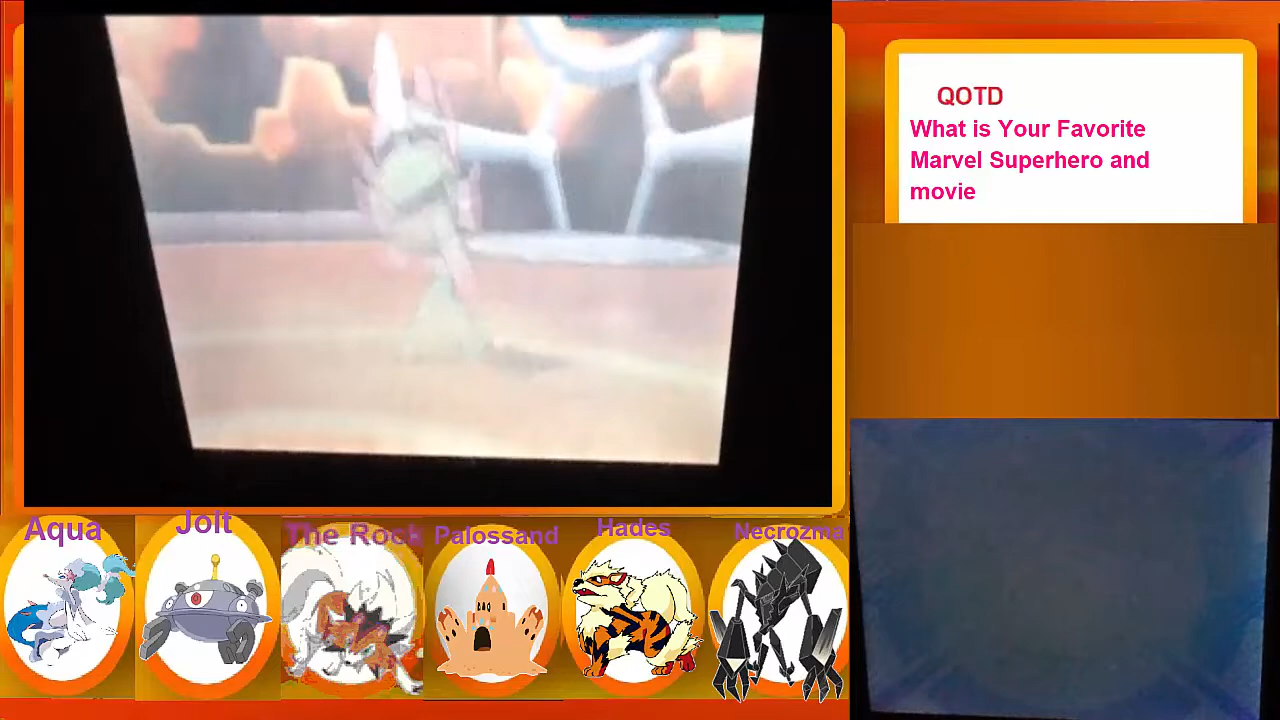 QOTD
What is Your Favorite
Marvel Superhero and
movie
Aqua
Jolt
The Rock
Palossand
Hades
Necrozma